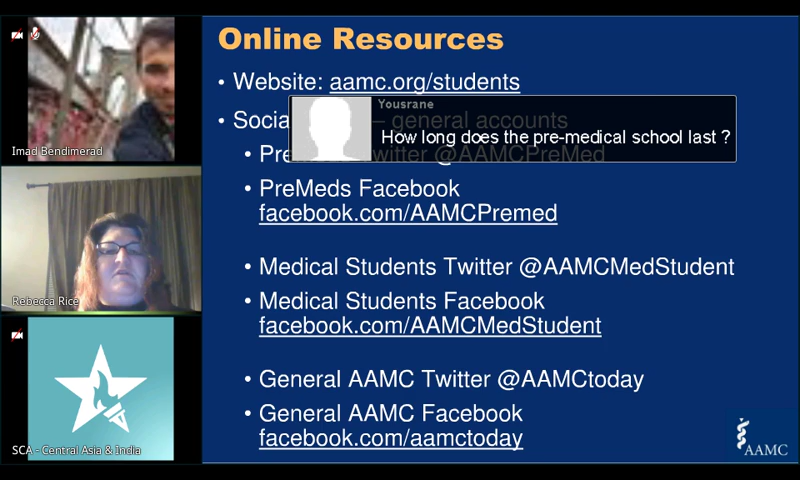 Online Resources
• Website: aamc.org/students
• Socia – general accounts
Yousrane
How long does the pre-medical school last ?
• Pre witter @AAMCPreMed
• PreMeds Facebook
facebook.com/AAMCPremed
• Medical Students Twitter @AAMCMedStudent
• Medical Students Facebook
facebook.com/AAMCMedStudent
• General AAMC Twitter @AAMCtoday
• General AAMC Facebook
facebook.com/aamctoday
AAMC
Imad Bendimerad
Rebecca Rice
SCA - Central Asia & India